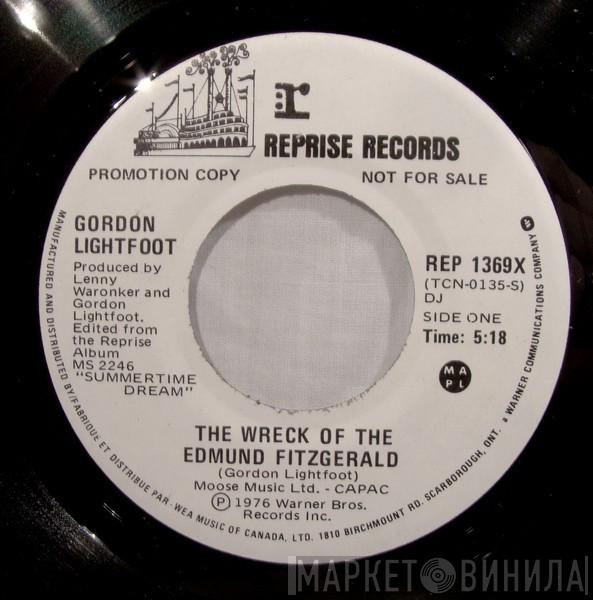 r
REPRISE RECORDS
PROMOTION COPY
NOT FOR SALE
GORDON
LIGHTFOOT
Produced by
Lenny
Waronker and
Gordon
Lightfoot.
Edited from
the Reprise
Album
MS 2246
"SUMMERTIME
DREAM"
REP 1369X
(TCN-0135-S)
DJ
SIDE ONE
Time: 5:18
M A
P L
THE WRECK OF THE
EDMUND FITZGERALD
(Gordon Lightfoot)
Moose Music Ltd. - CAPAC
Ⓟ 1976 Warner Bros.
Records Inc.
MANUFACTURED AND DISTRIBUTED BY/FABRIQUE ET DISTRIBUE PAR-WEA MUSIC OF CANADA, LTD. 1810 BIRCHMOUNT RD. SCARBOROUGH, ONT. a WARNER COMMUNICATIONS COMPANY
МАРКЕТ ВИНИЛА